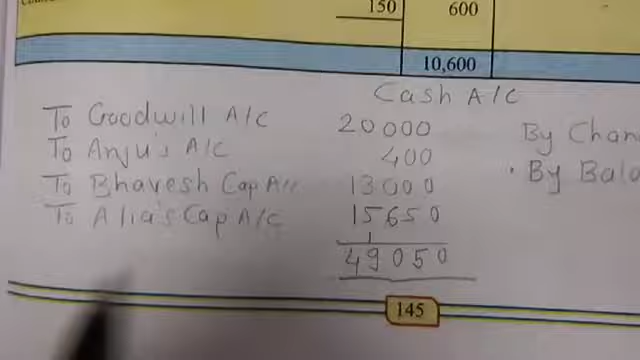 150 600
10,600
Cash A/C
To Goodwill A/C 20000 By Chan
To Anju's A/C 400 . By Bala
To Bhavesh Cap A/c 13000
To Alia's Cap A/C 15650
1
49050
145